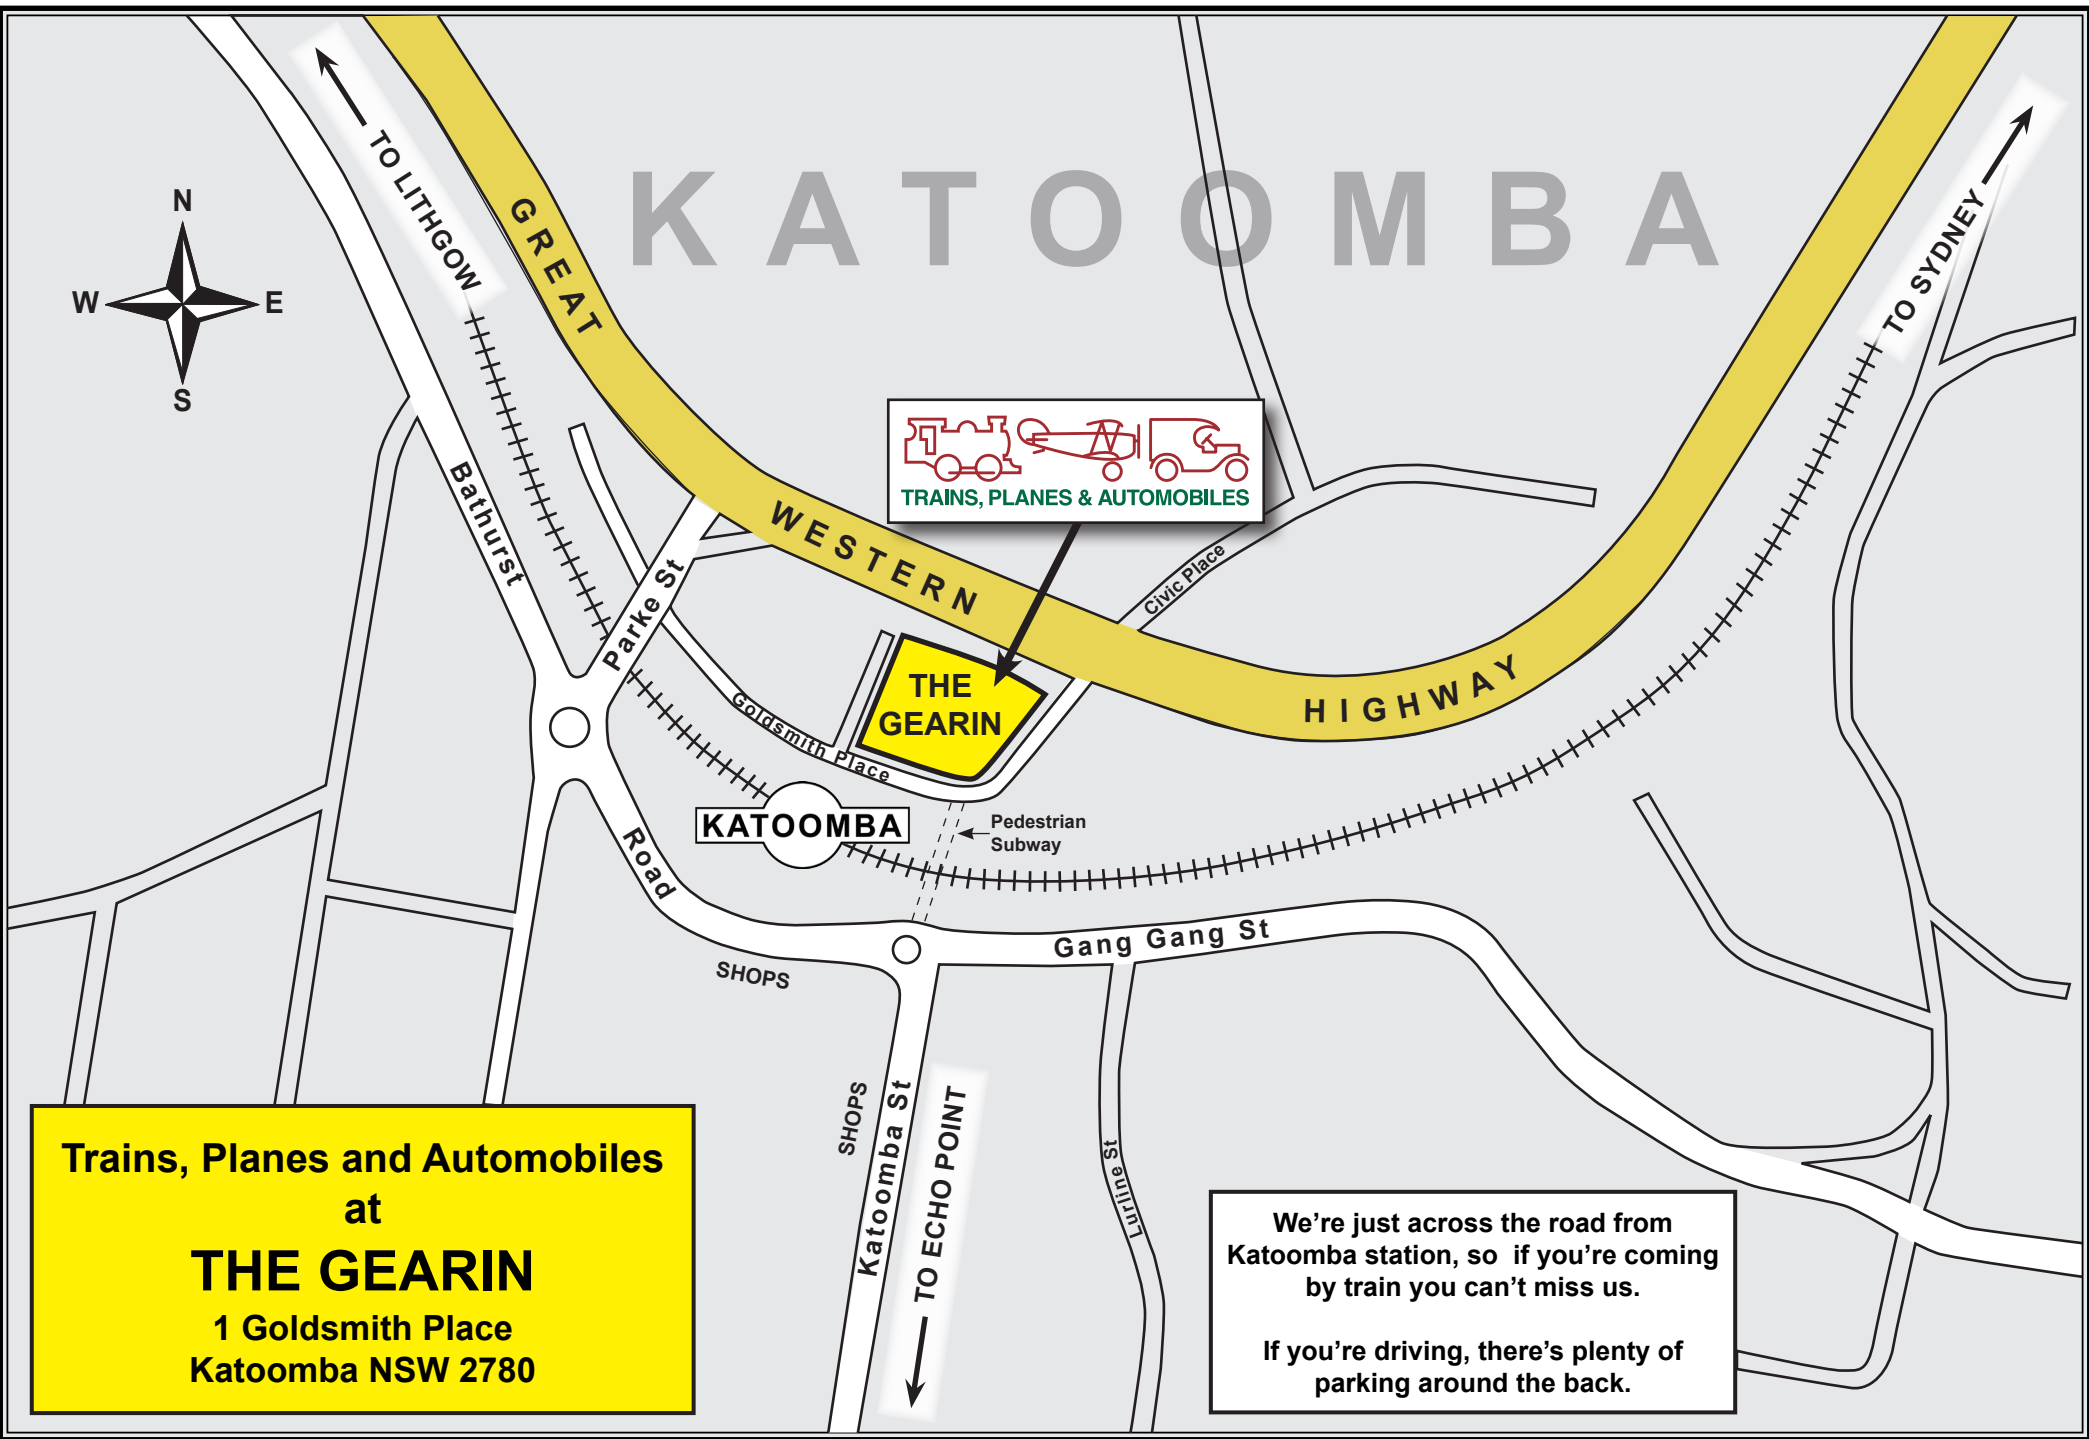 TO LITHGOW
GREAT
KATOOMBA
TO SYDNEY
N
W
E
S
TRAINS, PLANES & AUTOMOBILES
Bathurst
WESTERN
Parke St
Civic Place
THE
GEARIN
HIGHWAY
Goldsmith Place
KATOOMBA
Pedestrian
Subway
Road
Gang Gang St
SHOPS
SHOPS
Katoomba St
TO ECHO POINT
Lurline St
Trains, Planes and Automobiles
at
THE GEARIN
1 Goldsmith Place
Katoomba NSW 2780
We’re just across the road from
Katoomba station, so if you’re coming
by train you can’t miss us.
If you’re driving, there’s plenty of
parking around the back.